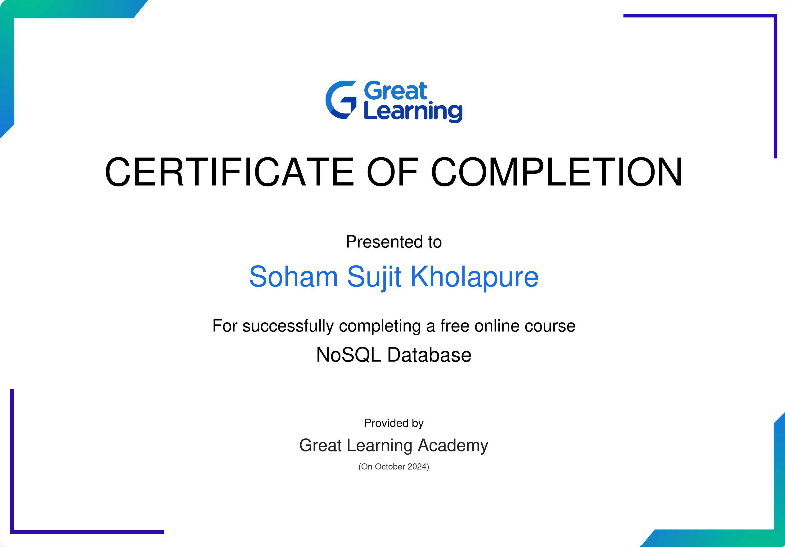 Great
Learning
CERTIFICATE OF COMPLETION
Presented to
Soham Sujit Kholapure
For successfully completing a free online course
NoSQL Database
Provided by
Great Learning Academy
(On October 2024)